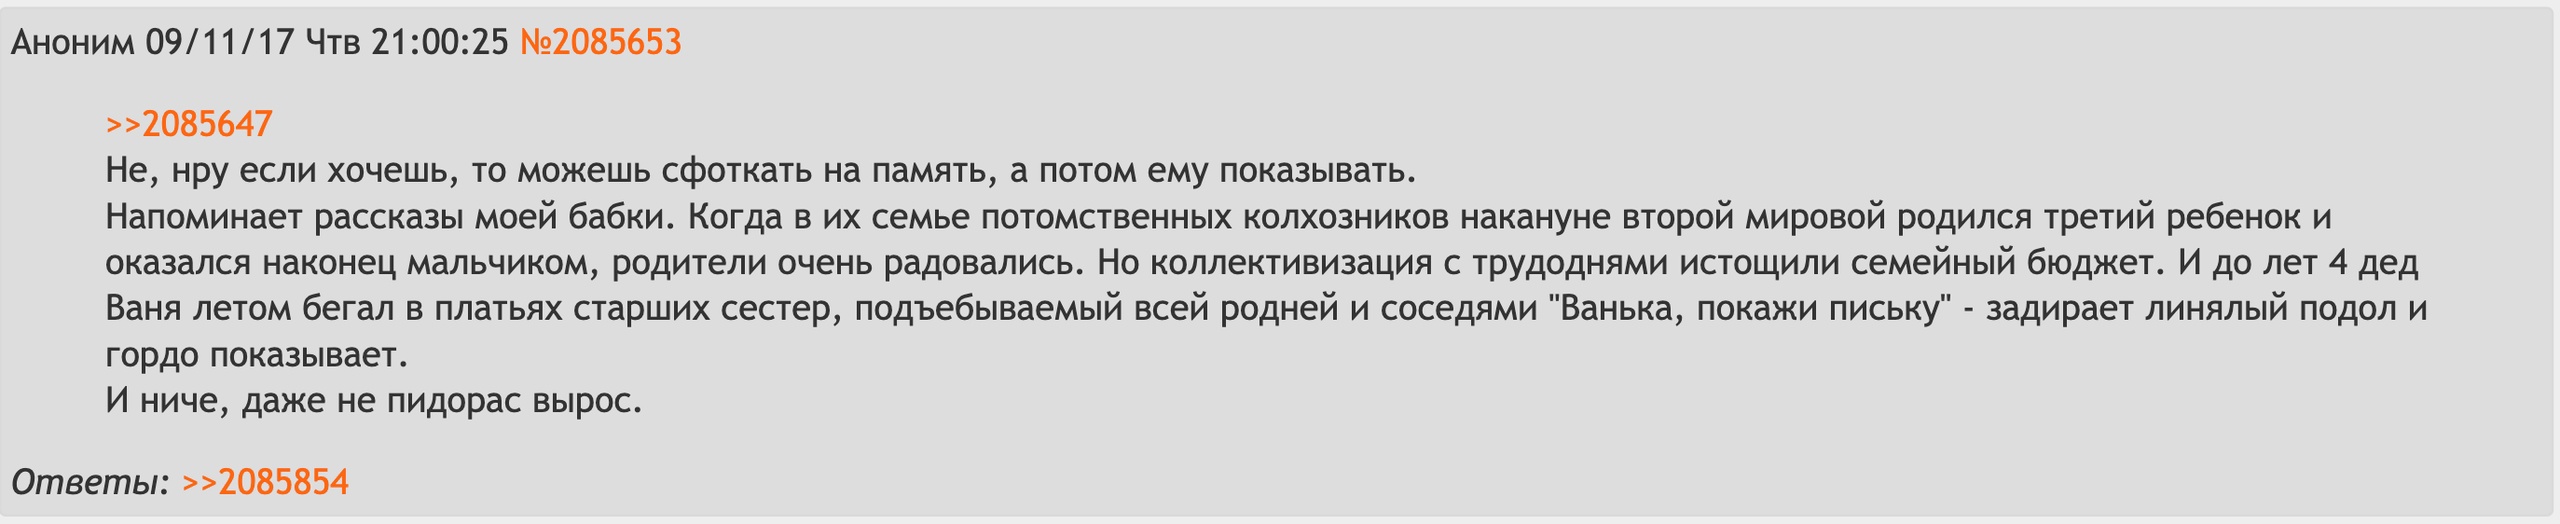 Аноним 09/11/17 Чтв 21:00:25 №2085653
>>2085647
Не, нру если хочешь, то можешь сфоткать на память, а потом ему показывать.
Напоминает рассказы моей бабки. Когда в их семье потомственных колхозников накануне второй мировой родился третий ребенок и
оказался наконец мальчиком, родители очень радовались. Но коллективизация с трудоднями истощили семейный бюджет. И до лет 4 дед
Ваня летом бегал в платьях старших сестер, подъебываемый всей родней и соседями "Ванька, покажи письку" - задирает линялый подол и
гордо показывает.
И ниче, даже не пидорас вырос.
Ответы: >>2085854